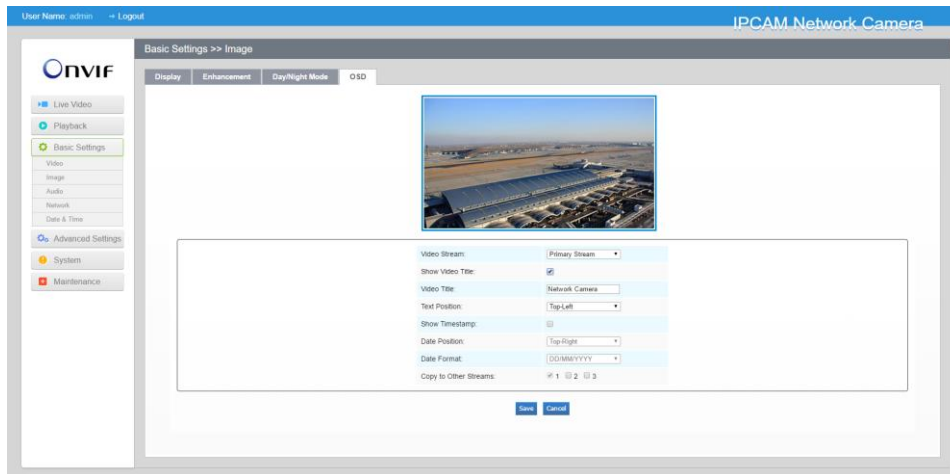 User Name: admin → Logout
IPCAM Network Camera
ONVIF
Basic Settings >> Image
Display Enhancement Day/Night Mode OSD
Live Video
Playback
Basic Settings
Video
Image
Audio
Network
Date & Time
Advanced Settings
System
Maintenance
Video Stream: Primary Stream
Show Video Title:
Video Title: Network Camera
Text Position: Top-Left
Show Timestamp:
Date Position: Top-Right
Date Format: DD/MM/YYYY
Copy to Other Streams: 1 2 3
Save Cancel